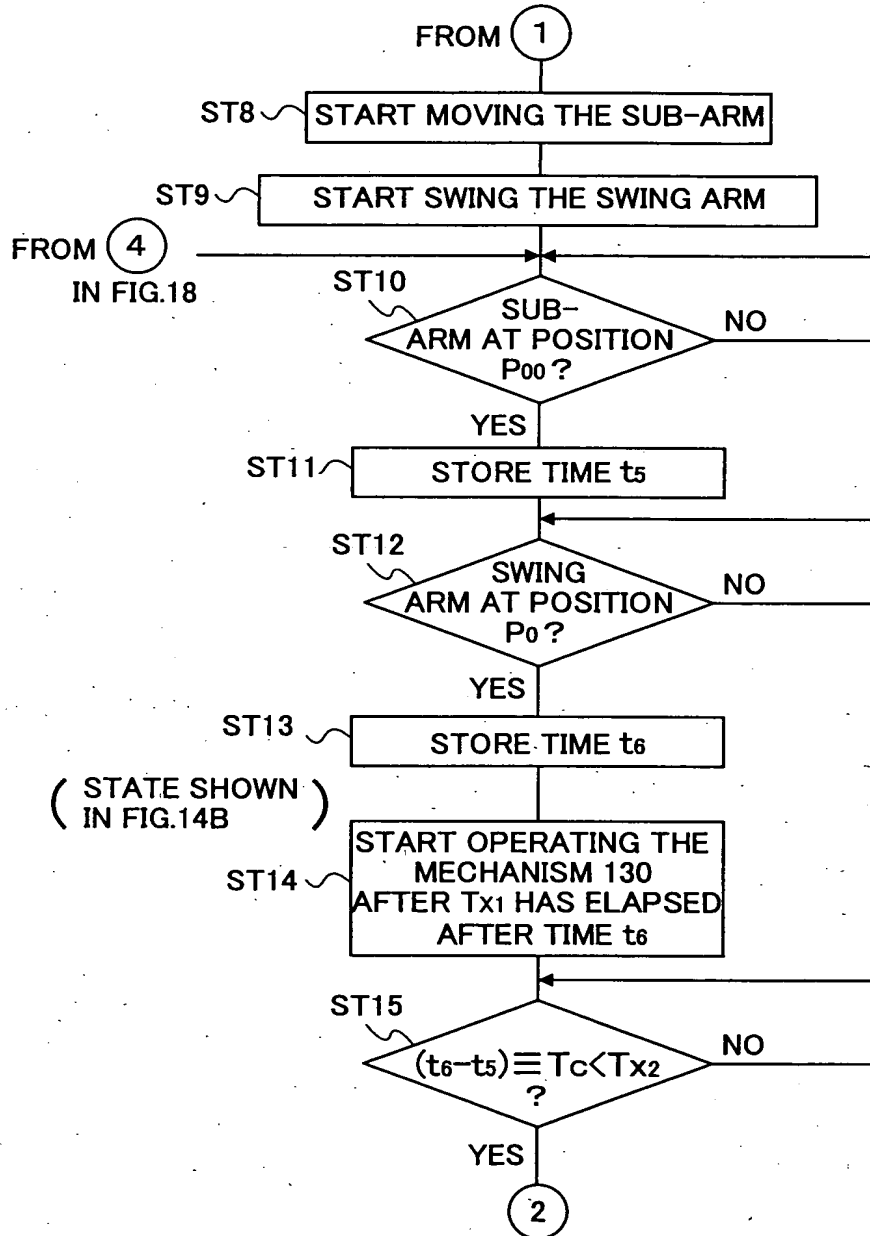 FROM 1
ST8 START MOVING THE SUB-ARM
ST9 START SWING THE SWING ARM
FROM 4
IN FIG.18
ST10
SUB-
ARM AT POSITION
P00 ?
NO
YES
ST11 STORE TIME t5
ST12
SWING
ARM AT POSITION
P0 ?
NO
YES
ST13 STORE TIME t6
( STATE SHOWN
IN FIG.14B )
ST14
START OPERATING THE
MECHANISM 130
AFTER TX1 HAS ELAPSED
AFTER TIME t6
ST15
(t6-t5)≡TC<TX2
?
NO
YES
2